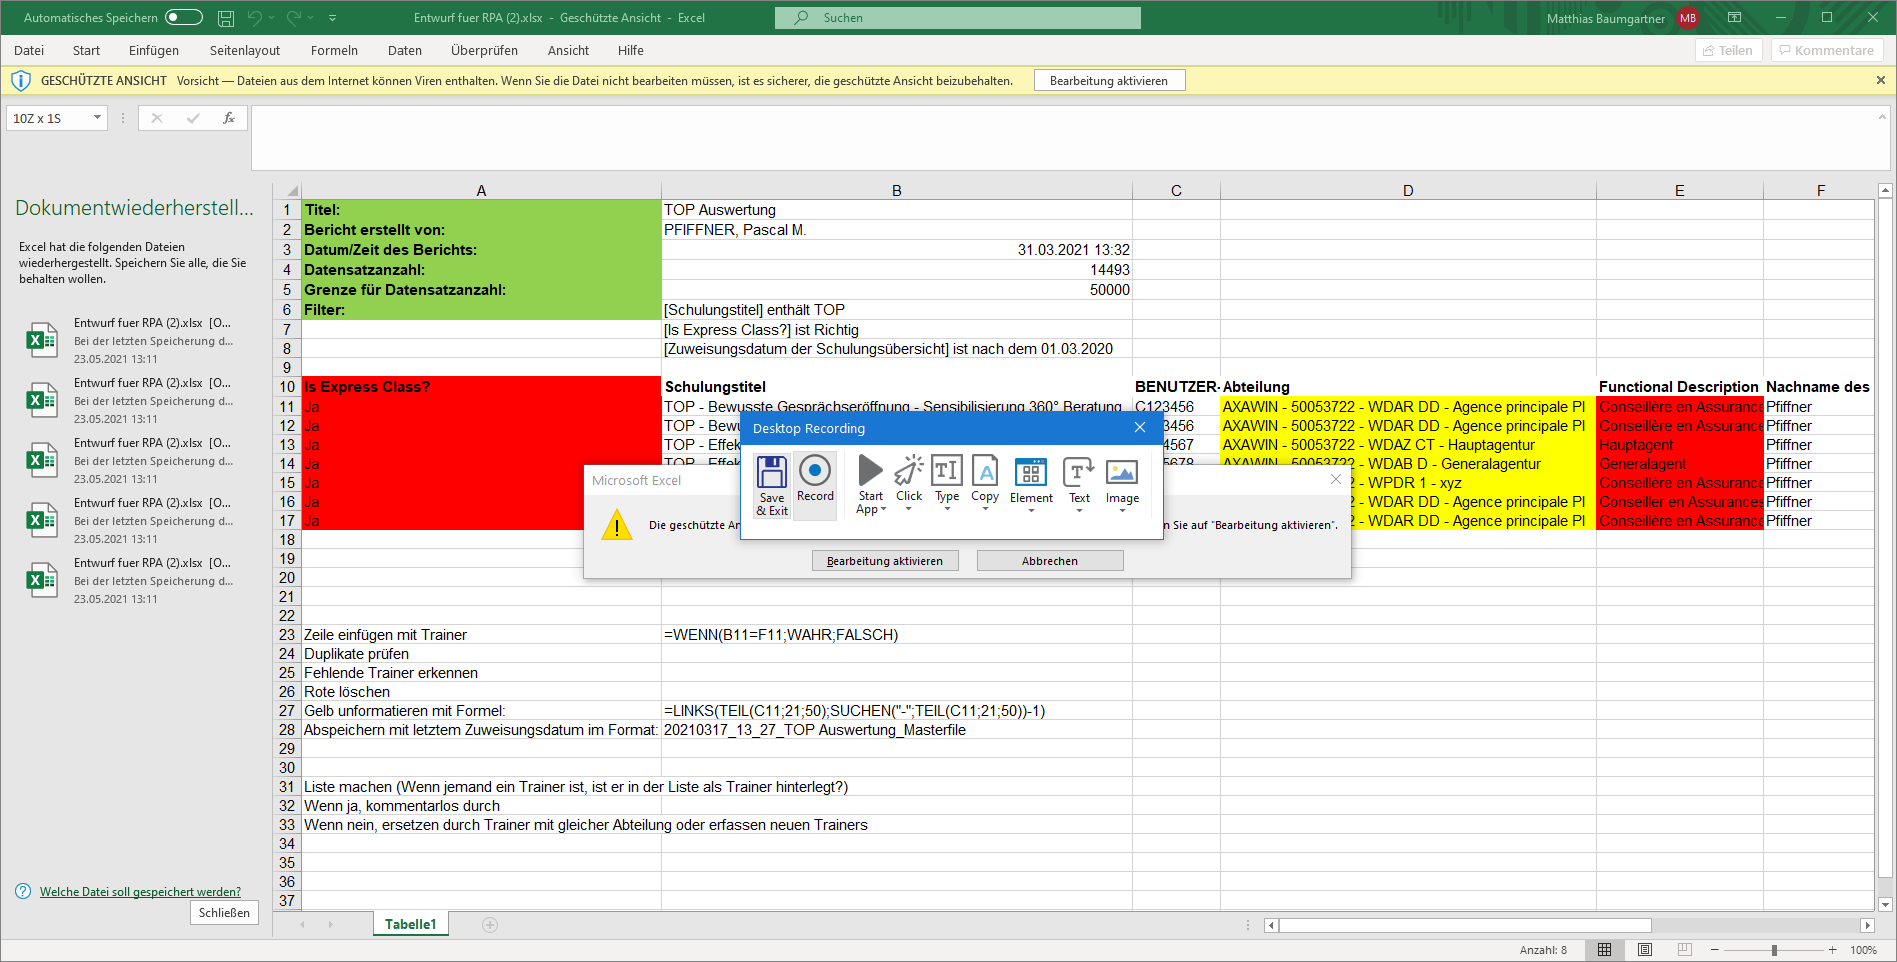 Automatisches Speichern
Entwurf fuer RPA (2).xlsx - Geschützte Ansicht - Excel
Suchen
Matthias Baumgartner MB
Datei Start Einfügen Seitenlayout Formeln Daten Überprüfen Ansicht Hilfe
Teilen Kommentare
GESCHÜTZTE ANSICHT Vorsicht — Dateien aus dem Internet können Viren enthalten. Wenn Sie die Datei nicht bearbeiten müssen, ist es sicherer, die geschützte Ansicht beizubehalten. Bearbeitung aktivieren
10Z x 1S fx
Dokumentwiederherstell...
Excel hat die folgenden Dateien
wiederhergestellt. Speichern Sie alle, die Sie
behalten wollen.
Entwurf fuer RPA (2).xlsx [O...
Bei der letzten Speicherung d...
23.05.2021 13:11
Entwurf fuer RPA (2).xlsx [O...
Bei der letzten Speicherung d...
23.05.2021 13:11
Entwurf fuer RPA (2).xlsx [O...
Bei der letzten Speicherung d...
23.05.2021 13:11
Entwurf fuer RPA (2).xlsx [O...
Bei der letzten Speicherung d...
23.05.2021 13:11
Entwurf fuer RPA (2).xlsx [O...
Bei der letzten Speicherung d...
23.05.2021 13:11
Welche Datei soll gespeichert werden?
Schließen
A B C D E F
1 Titel: TOP Auswertung
2 Bericht erstellt von: PFIFFNER, Pascal M.
3 Datum/Zeit des Berichts: 31.03.2021 13:32
4 Datensatzanzahl: 14493
5 Grenze für Datensatzanzahl: 50000
6 Filter: [Schulungstitel] enthält TOP
7 [Is Express Class?] ist Richtig
8 [Zuweisungsdatum der Schulungsübersicht] ist nach dem 01.03.2020
9
10 Is Express Class? Schulungstitel BENUTZER- Abteilung Functional Description Nachname des
11 Ja TOP - Bewusste Gesprächseröffnung - Sensibilisierung 360° Beratung C123456 AXAWIN - 50053722 - WDAR DD - Agence principale Pl Conseillère en Assurance Pfiffner
12 Ja TOP - Bewu 3456 AXAWIN - 50053722 - WDAR DD - Agence principale Pl Conseillère en Assurance Pfiffner
13 Ja TOP - Effek 4567 AXAWIN - 50053722 - WDAZ CT - Hauptagentur Hauptagent Pfiffner
14 Ja TOP - Effek 5678 AXAWIN - 50053722 - WDAB D - Generalagentur Generalagent Pfiffner
15 Ja 2 - WPDR 1 - xyz Conseillère en Assurance Pfiffner
16 Ja 2 - WDAR DD - Agence principale Pl Conseiller en Assurances Pfiffner
17 Ja 2 - WDAR DD - Agence principale Pl Conseillère en Assurance Pfiffner
Desktop Recording
Save
& Exit
Record
Start
App
Click
Type
Copy
Element
Text
Image
Microsoft Excel
Die geschützte An
n Sie auf "Bearbeitung aktivieren".
Bearbeitung aktivieren Abbrechen
18
19
20
21
22
23 Zeile einfügen mit Trainer =WENN(B11=F11;WAHR;FALSCH)
24 Duplikate prüfen
25 Fehlende Trainer erkennen
26 Rote löschen
27 Gelb unformatieren mit Formel: =LINKS(TEIL(C11;21;50);SUCHEN("-";TEIL(C11;21;50))-1)
28 Abspeichern mit letztem Zuweisungsdatum im Format: 20210317_13_27_TOP Auswertung_Masterfile
29
30
31 Liste machen (Wenn jemand ein Trainer ist, ist er in der Liste als Trainer hinterlegt?)
32 Wenn ja, kommentarlos durch
33 Wenn nein, ersetzen durch Trainer mit gleicher Abteilung oder erfassen neuen Trainers
34
35
36
37
Tabelle1
Anzahl: 8 100%